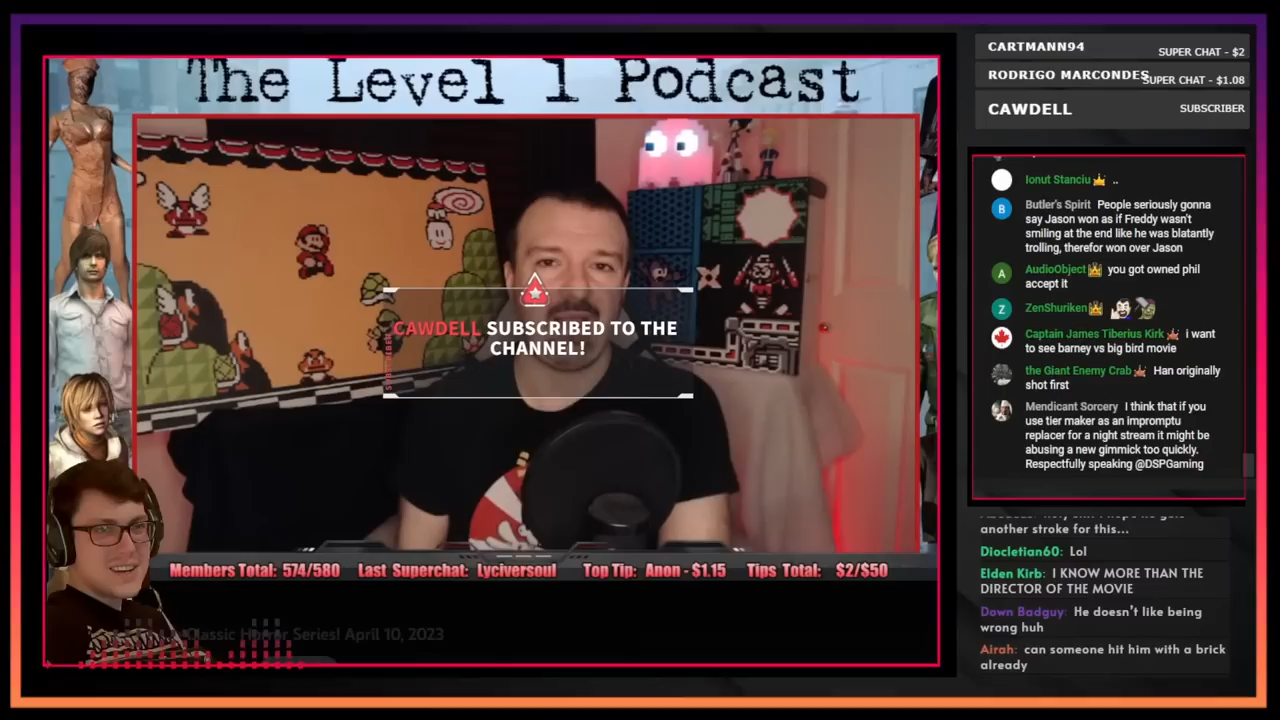 The Level 1 Podcast
CAWDELL SUBSCRIBED TO THE
CHANNEL!
Members Total: 574/580 Last Superchat: Lyciversoul Top Tip: Anon - $1.15 Tips Total: $2/$50
Classic Horror Series! April 10, 2023
CARTMANN94 SUPER CHAT - $2
RODRIGO MARCONDES SUPER CHAT - $1.08
CAWDELL SUBSCRIBER
Ionut Stanciu ..
B Butler's Spirit People seriously gonna
say Jason won as if Freddy wasn't
smiling at the end like he was blatantly
trolling, therefor won over Jason
A AudioObject you got owned phil
accept it
Z ZenShuriken
Captain James Tiberius Kirk i want
to see barney vs big bird movie
the Giant Enemy Crab Han originally
shot first
Mendicant Sorcery I think that if you
use tier maker as an impromptu
replacer for a night stream it might be
abusing a new gimmick too quickly.
Respectfully speaking @DSPGaming
another stroke for this...
Diocletian60: Lol
Elden Kirb: I KNOW MORE THAN THE
DIRECTOR OF THE MOVIE
Down Badguy: He doesn't like being
wrong huh
Airah: can someone hit him with a brick
already